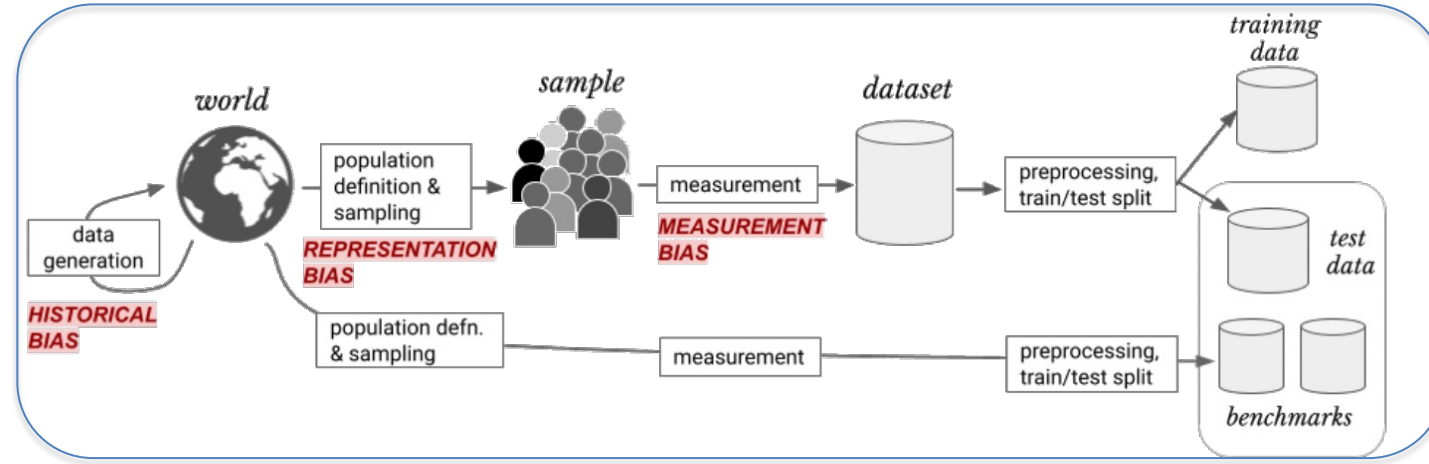 training
data
sample
dataset
world
population
definition &
sampling
measurement
preprocessing,
train/test split
data
generation
REPRESENTATION
BIAS
MEASUREMENT
BIAS
test
data
HISTORICAL
BIAS
population defn.
& sampling
measurement
preprocessing,
train/test split
benchmarks